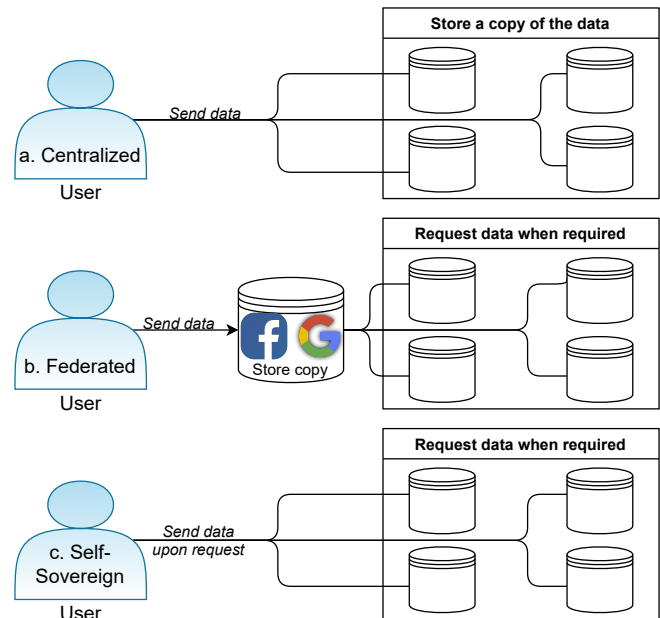 Store a copy of the data
Send data
a. Centralized
User
Request data when required
Send data
Store copy
b. Federated
User
Request data when required
Send data
upon request
c. Self-
Sovereign
User